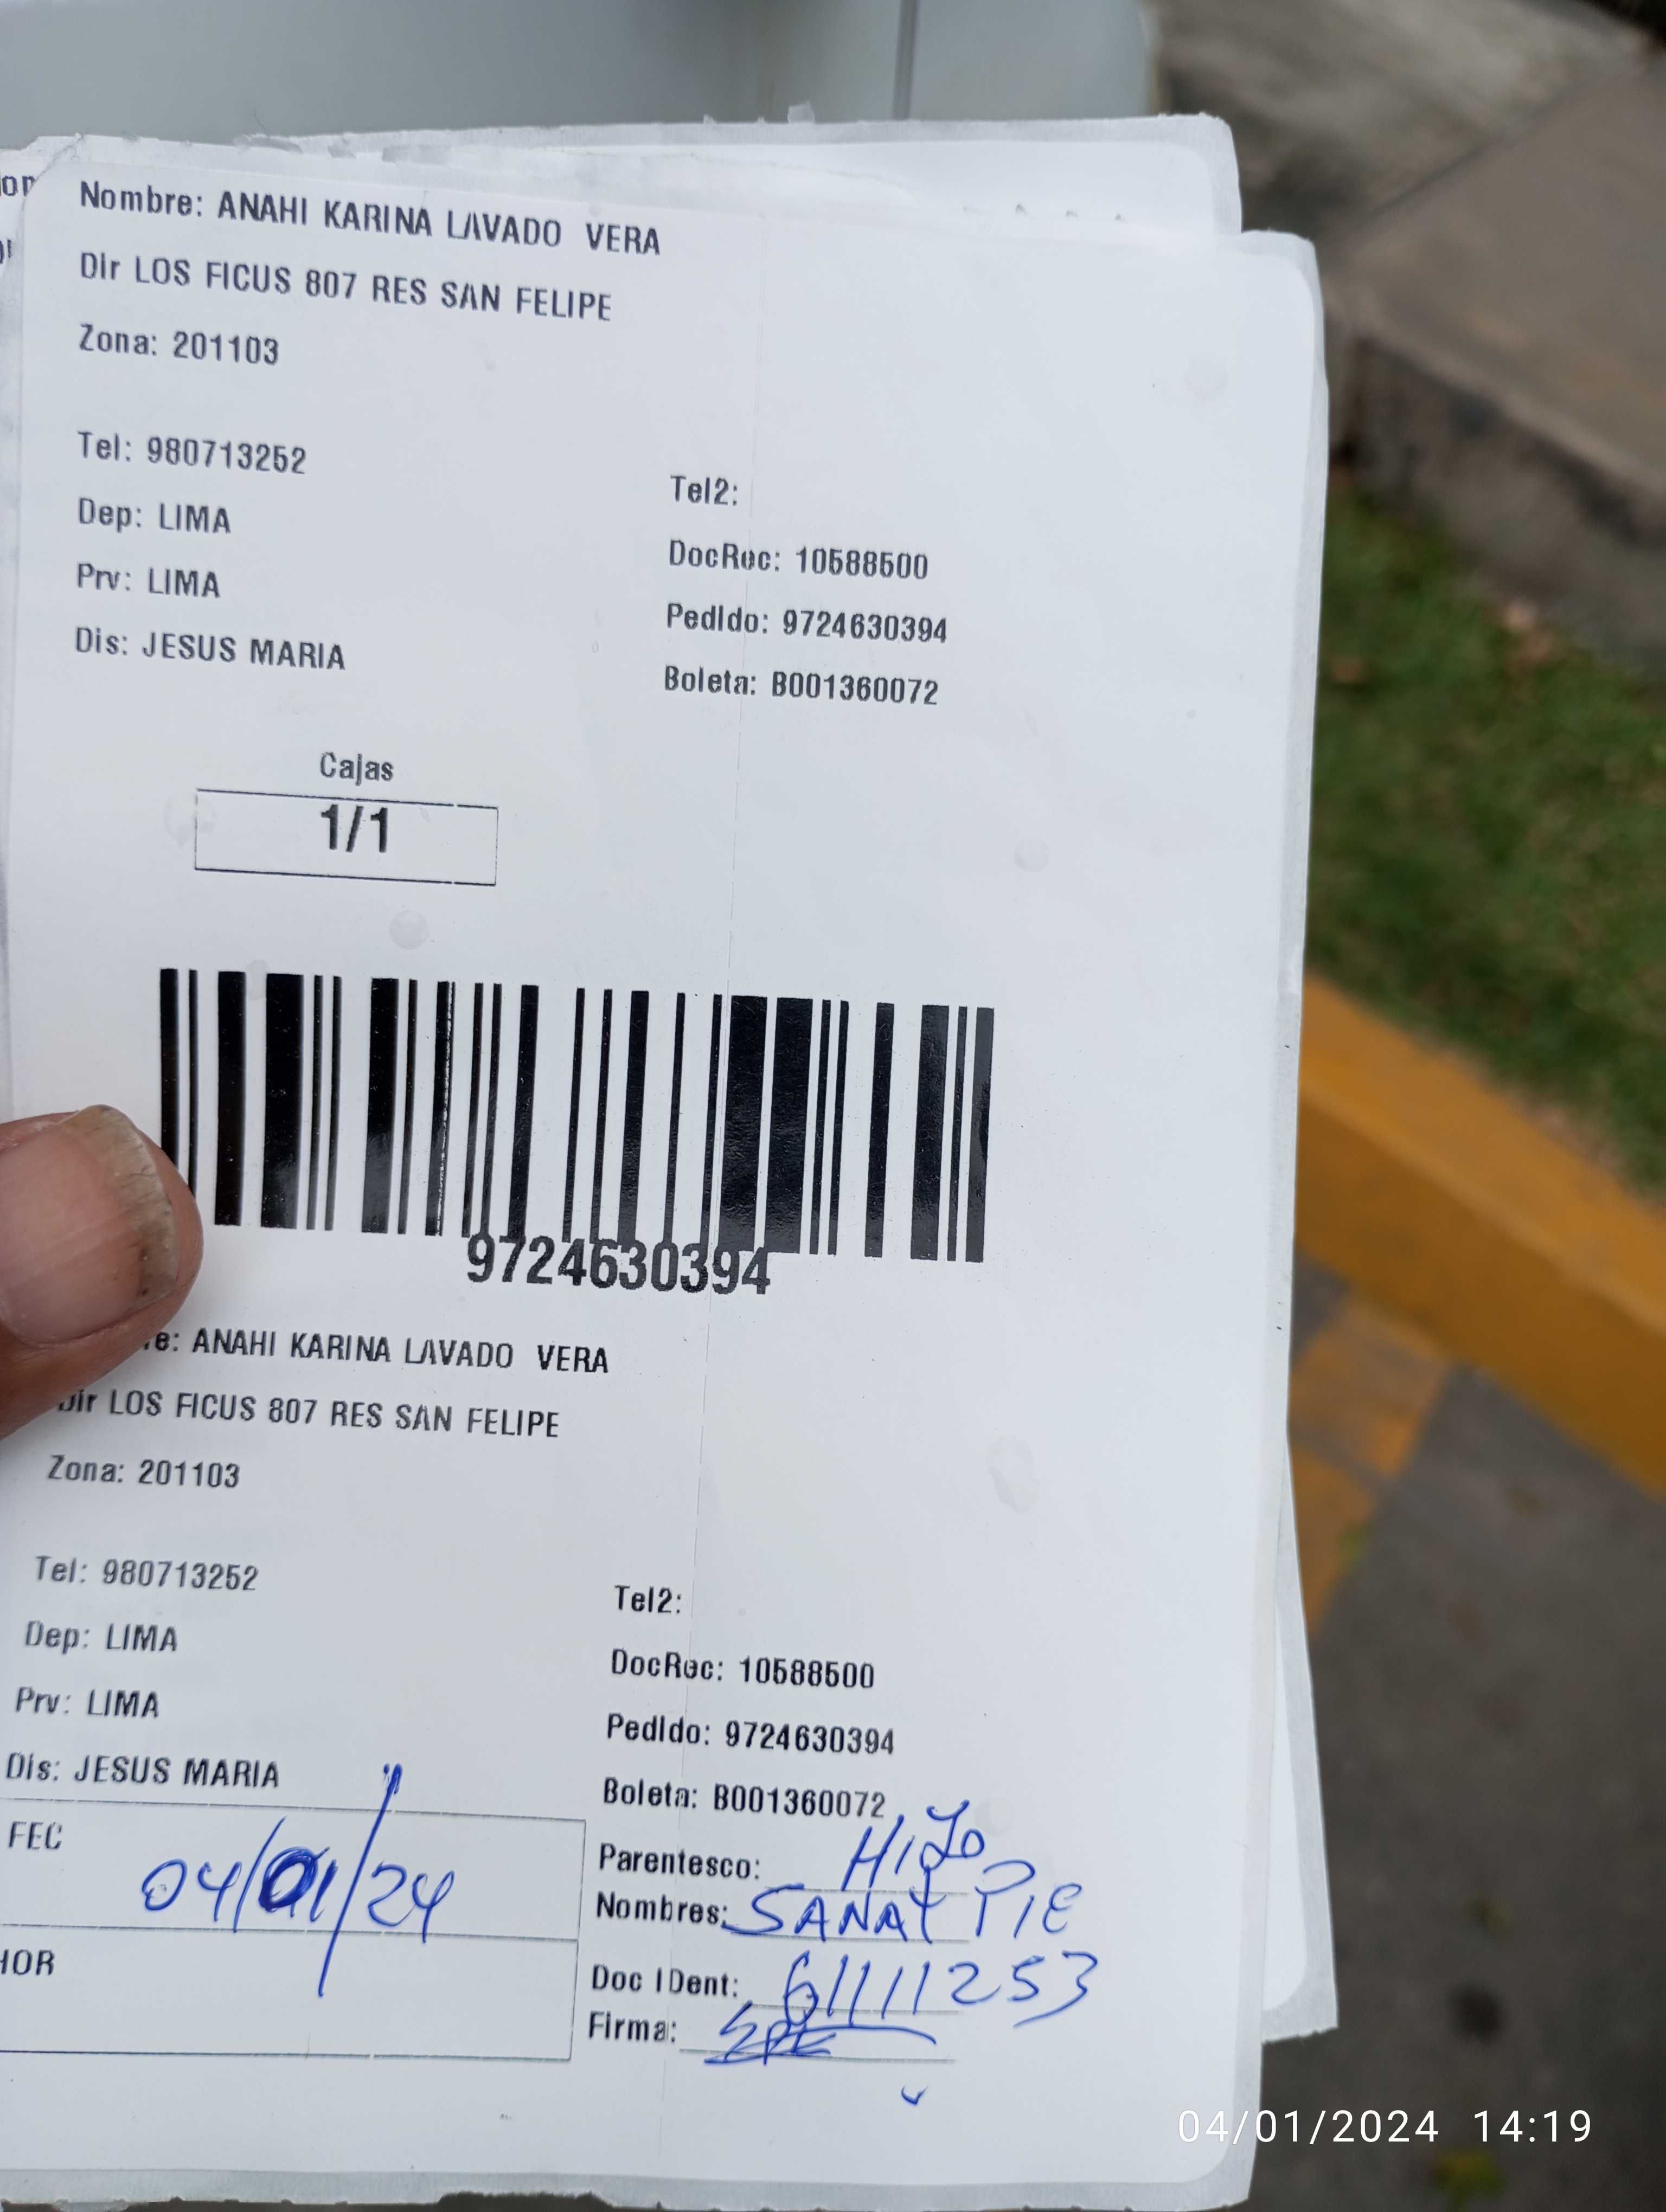 Nombre: ANAHI KARINA LAVADO VERA
Dir LOS FICUS 807 RES SAN FELIPE
Zona: 201103
Tel: 980713252
Tel2:
Dep: LIMA
DocRec: 10588500
Prv: LIMA
Pedido: 9724630394
Dis: JESUS MARIA
Boleta: B001360072
Cajas
1/1
9724630394
e: ANAHI KARINA LAVADO VERA
Dir LOS FICUS 807 RES SAN FELIPE
Zona: 201103
Tel: 980713252
Tel2:
Dep: LIMA
DocRec: 10588500
Prv: LIMA
Pedido: 9724630394
Dis: JESUS MARIA
Boleta: B001360072
FEC 04/01/24
Parentesco: HIJO
Nombres: SANAY PIE
HOR
Doc IDent: 61111253
Firma:
04/01/2024 14:19